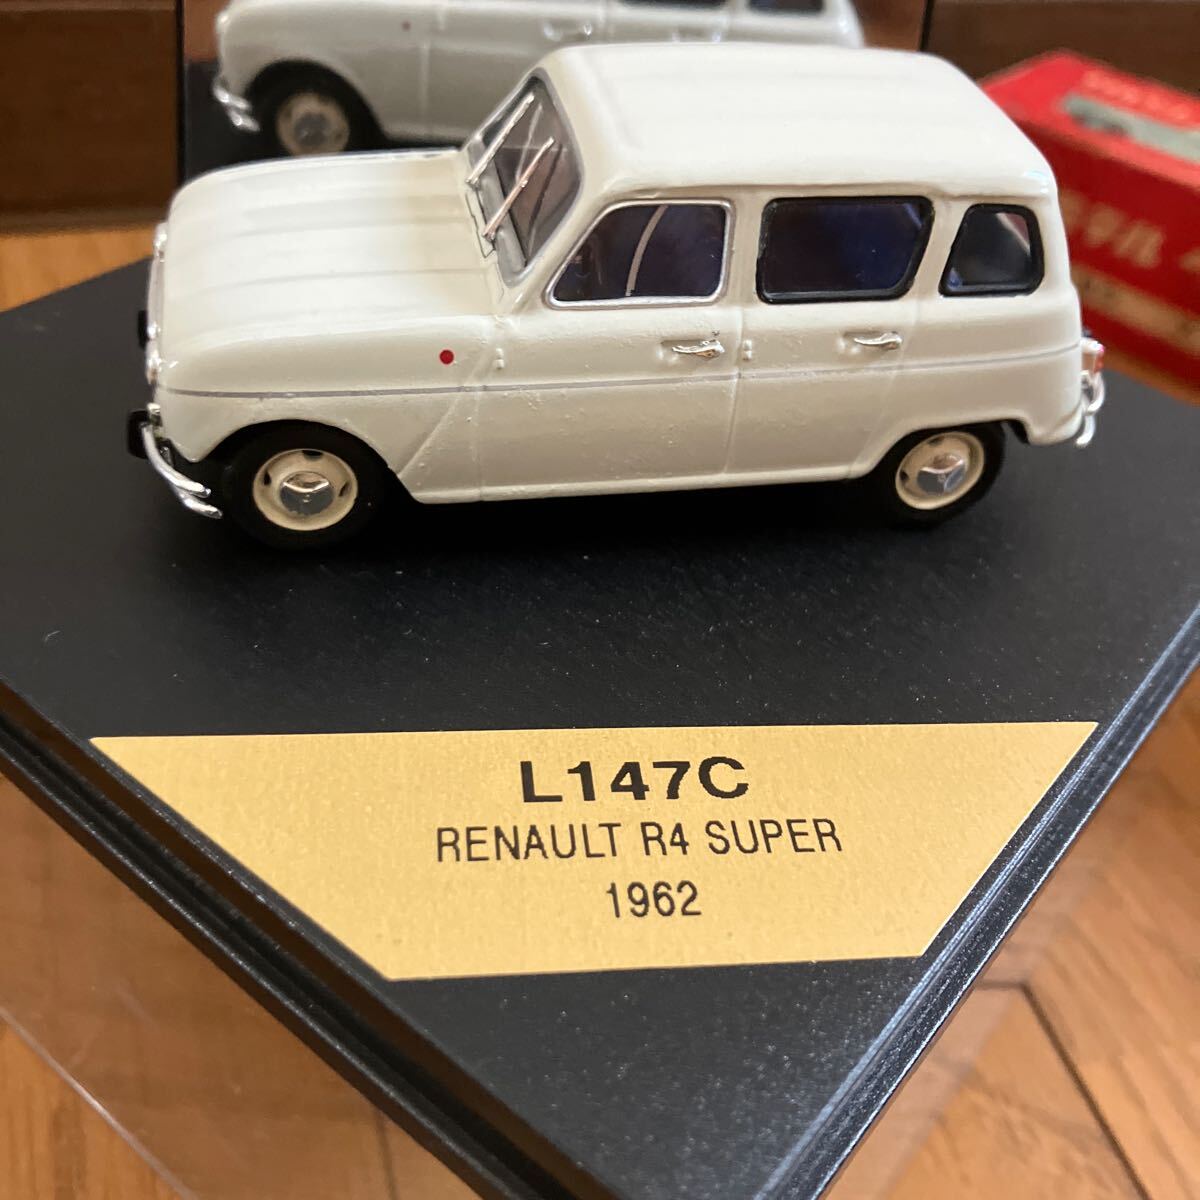 L147C
RENAULT R4 SUPER
1962